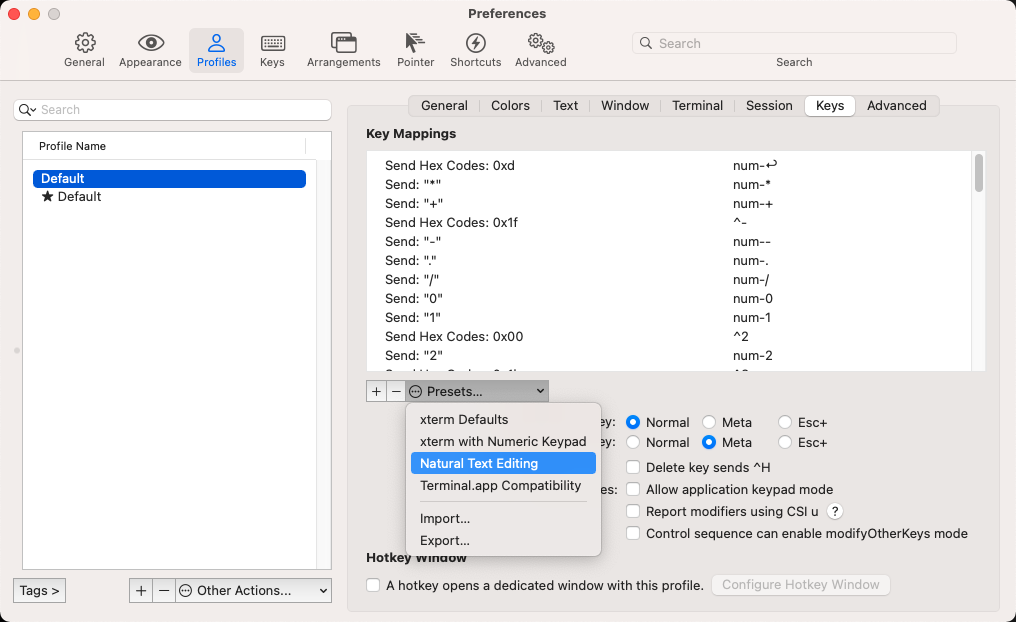 Preferences
General Appearance Profiles Keys Arrangements Pointer Shortcuts Advanced
Search
Search
Search
Profile Name
Default
★ Default
Tags >
+ − Other Actions...
General Colors Text Window Terminal Session Keys Advanced
Key Mappings
Send Hex Codes: 0xd num-↩
Send: "*" num-*
Send: "+" num-+
Send Hex Codes: 0x1f ^-
Send: "-" num--
Send: "." num-.
Send: "/" num-/
Send: "0" num-0
Send: "1" num-1
Send Hex Codes: 0x00 ^2
Send: "2" num-2
+ − Presets...
xterm Defaults
xterm with Numeric Keypad
Natural Text Editing
Terminal.app Compatibility
Import...
Export...
ey: Normal Meta Esc+
ey: Normal Meta Esc+
Delete key sends ^H
es: Allow application keypad mode
Report modifiers using CSI u ?
Control sequence can enable modifyOtherKeys mode
Hotkey Window
A hotkey opens a dedicated window with this profile. Configure Hotkey Window